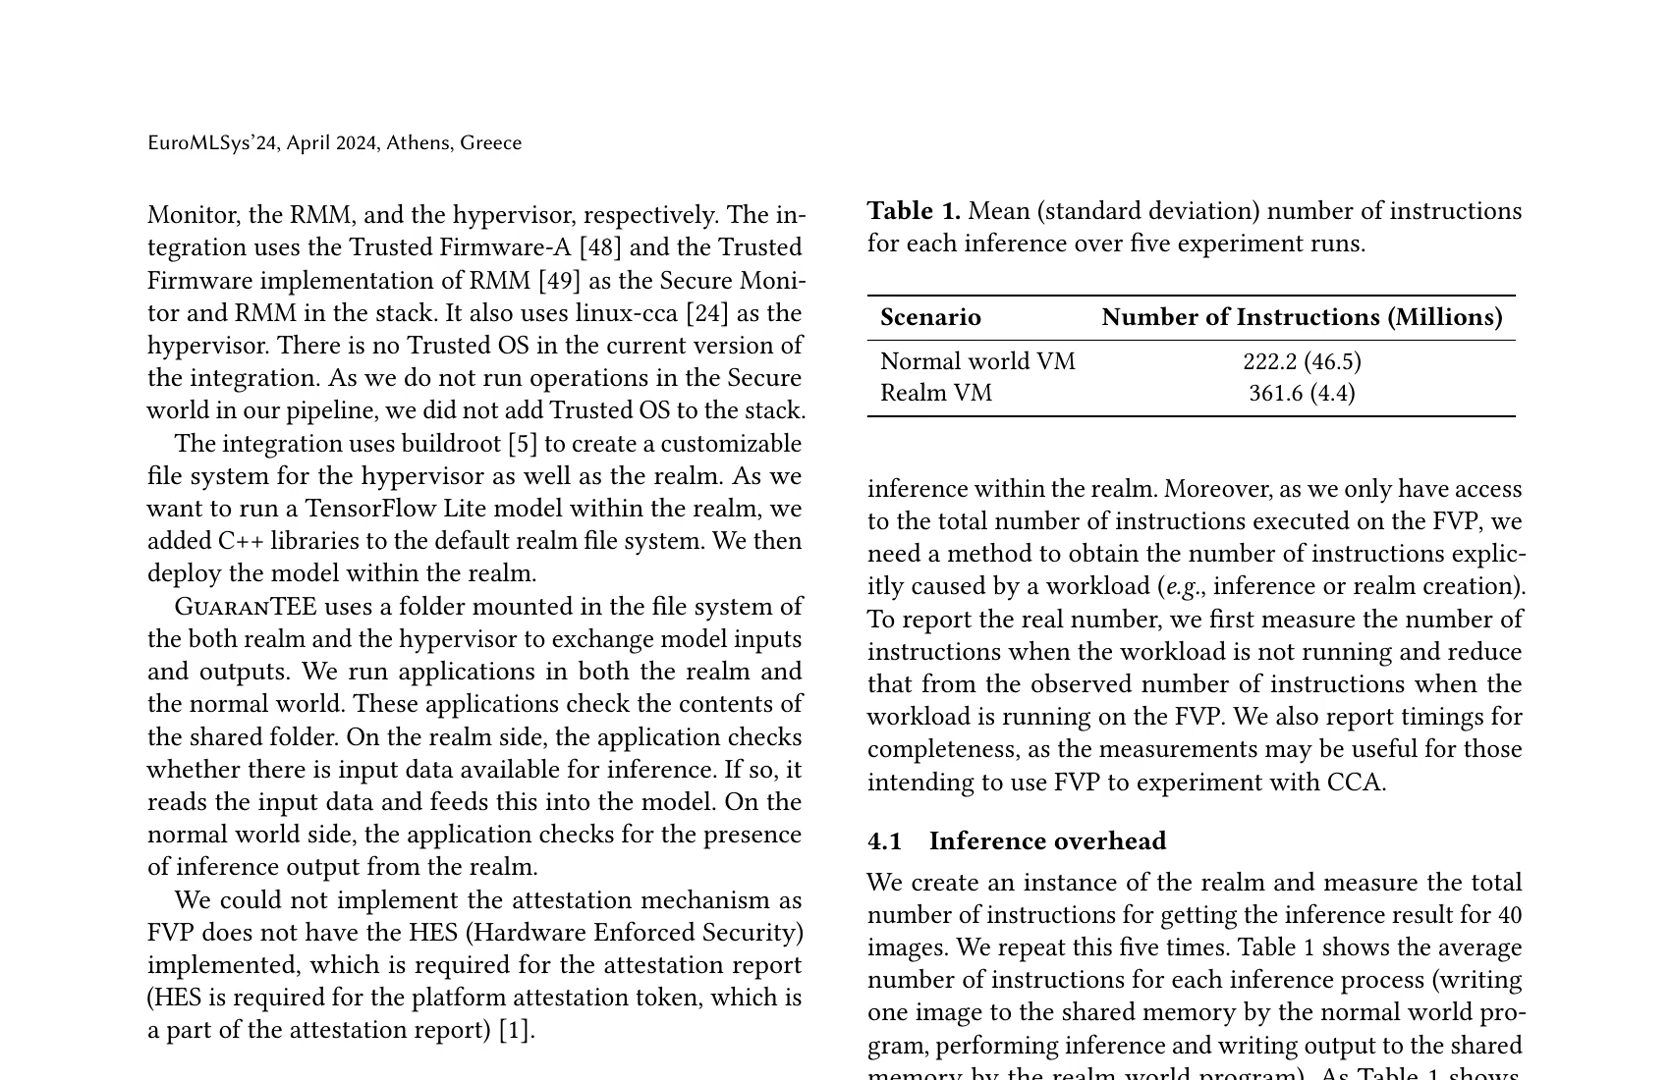 EuroMLSys’24, April 2024, Athens, Greece
Monitor, the RMM, and the hypervisor, respectively. The in-
tegration uses the Trusted Firmware-A [48] and the Trusted
Firmware implementation of RMM [49] as the Secure Moni-
tor and RMM in the stack. It also uses linux-cca [24] as the
hypervisor. There is no Trusted OS in the current version of
the integration. As we do not run operations in the Secure
world in our pipeline, we did not add Trusted OS to the stack.
The integration uses buildroot [5] to create a customizable
file system for the hypervisor as well as the realm. As we
want to run a TensorFlow Lite model within the realm, we
added C++ libraries to the default realm file system. We then
deploy the model within the realm.
GuaranTEE uses a folder mounted in the file system of
the both realm and the hypervisor to exchange model inputs
and outputs. We run applications in both the realm and
the normal world. These applications check the contents of
the shared folder. On the realm side, the application checks
whether there is input data available for inference. If so, it
reads the input data and feeds this into the model. On the
normal world side, the application checks for the presence
of inference output from the realm.
We could not implement the attestation mechanism as
FVP does not have the HES (Hardware Enforced Security)
implemented, which is required for the attestation report
(HES is required for the platform attestation token, which is
a part of the attestation report) [1].
Table 1. Mean (standard deviation) number of instructions
for each inference over five experiment runs.
Scenario Number of Instructions (Millions)
Normal world VM 222.2 (46.5)
Realm VM 361.6 (4.4)
inference within the realm. Moreover, as we only have access
to the total number of instructions executed on the FVP, we
need a method to obtain the number of instructions explic-
itly caused by a workload (e.g., inference or realm creation).
To report the real number, we first measure the number of
instructions when the workload is not running and reduce
that from the observed number of instructions when the
workload is running on the FVP. We also report timings for
completeness, as the measurements may be useful for those
intending to use FVP to experiment with CCA.
4.1 Inference overhead
We create an instance of the realm and measure the total
number of instructions for getting the inference result for 40
images. We repeat this five times. Table 1 shows the average
number of instructions for each inference process (writing
one image to the shared memory by the normal world pro-
gram, performing inference and writing output to the shared
memory by the realm world program). As Table 1 shows,